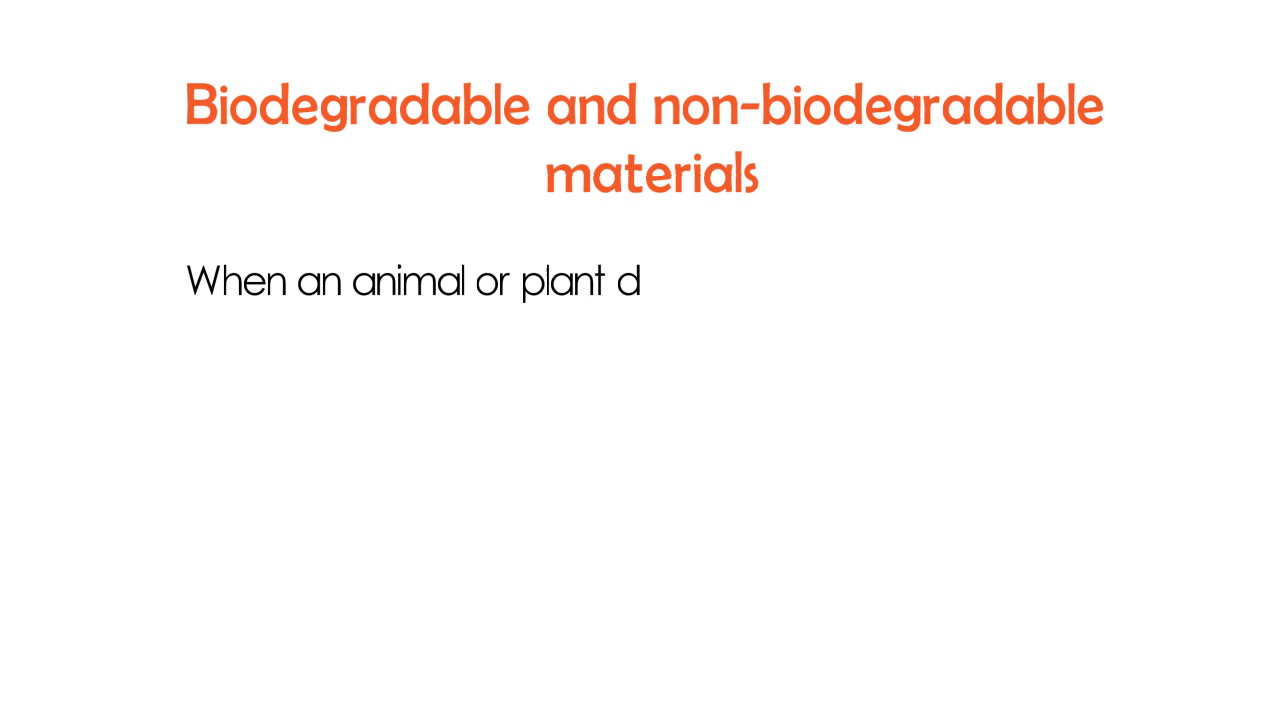 Biodegradable and non-biodegradable
materials
When an animal or plant d